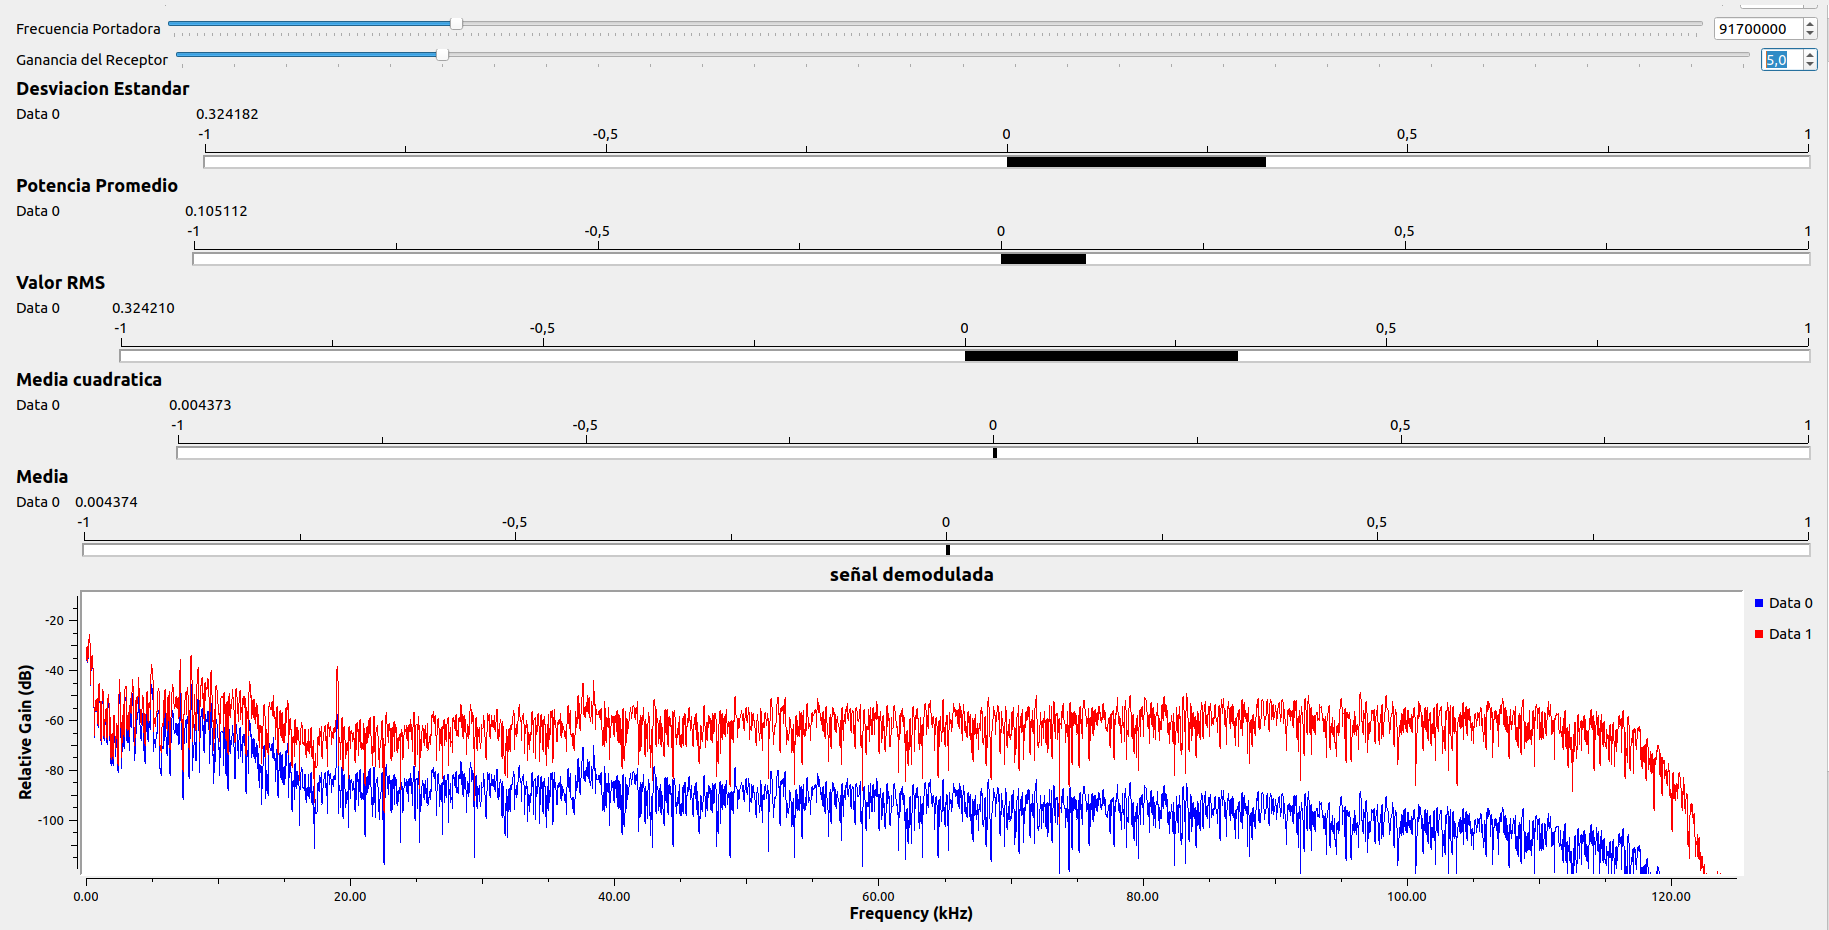 Frecuencia Portadora 91700000
Ganancia del Receptor 5,0
Desviacion Estandar
Data 0 0.324182
-1 -0,5 0 0,5 1
Potencia Promedio
Data 0 0.105112
-1 -0,5 0 0,5 1
Valor RMS
Data 0 0.324210
-1 -0,5 0 0,5 1
Media cuadratica
Data 0 0.004373
-1 -0,5 0 0,5 1
Media
Data 0 0.004374
-1 -0,5 0 0,5 1
señal demodulada
Data 0
Data 1
Relative Gain (dB)
-20
-40
-60
-80
-100
0.00 20.00 40.00 60.00 80.00 100.00 120.00
Frequency (kHz)